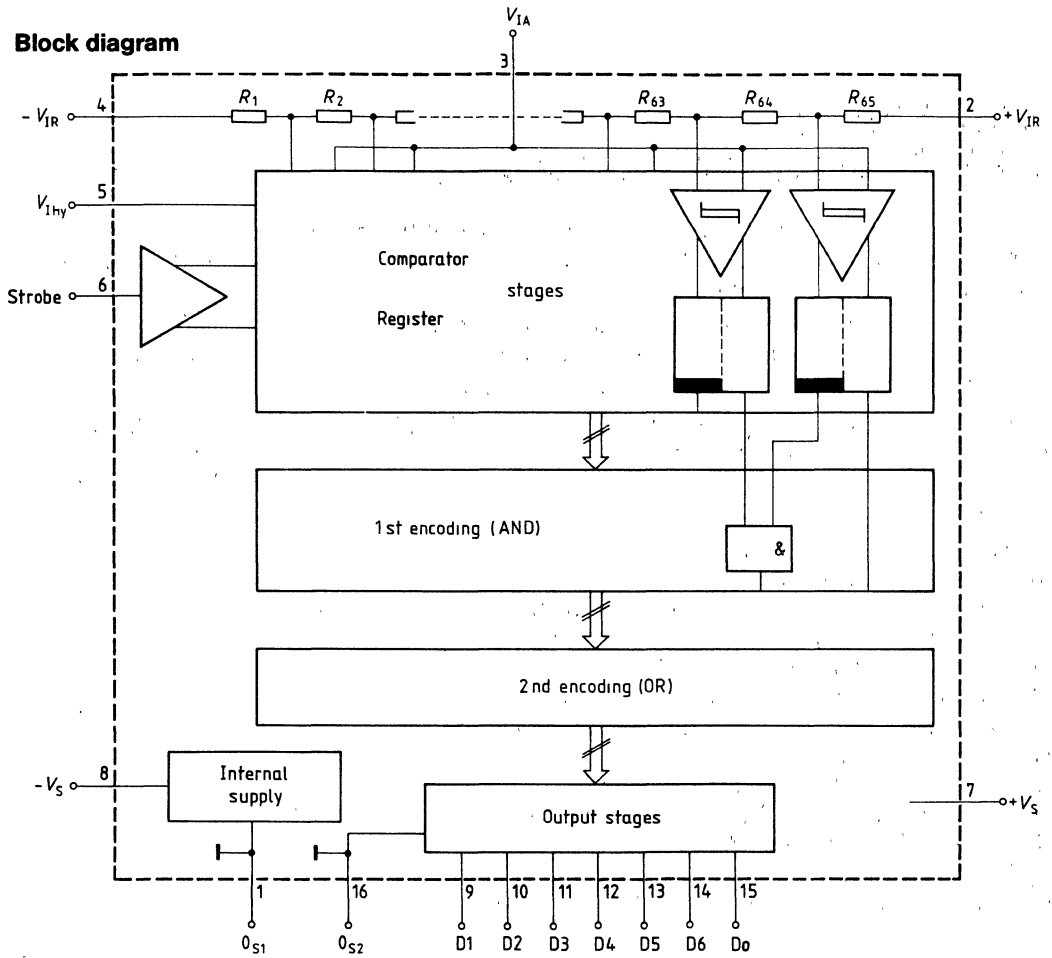 Block diagram
V_IA
3
4
R_1
R_2
R_63
R_64
R_65
2
- V_IR
+ V_IR
5
V_Ihy
6
Strobe
Comparator
stages
Register
1st encoding (AND)
&
2nd encoding (OR)
8
- V_S
Internal
supply
Output stages
7
+ V_S
1
16
9
10
11
12
13
14
15
0_S1
0_S2
D1
D2
D3
D4
D5
D6
Do